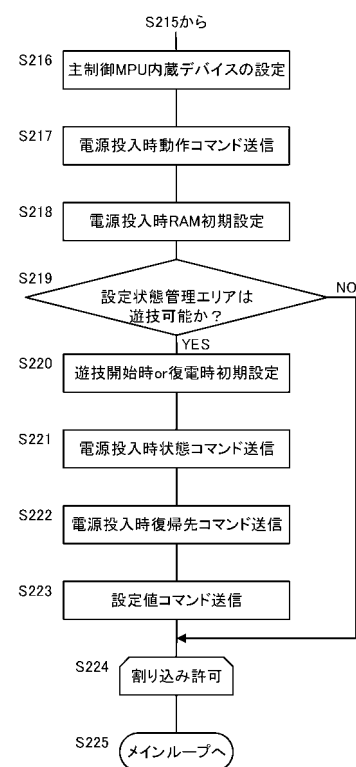 S215から
S216
主制御MPU内蔵デバイスの設定
S217
電源投入時動作コマンド送信
S218
電源投入時RAM初期設定
S219
設定状態管理エリアは
遊技可能か？
NO
YES
S220
遊技開始時or復電時初期設定
S221
電源投入時状態コマンド送信
S222
電源投入時復帰先コマンド送信
S223
設定値コマンド送信
S224
割り込み許可
S225
メインループへ